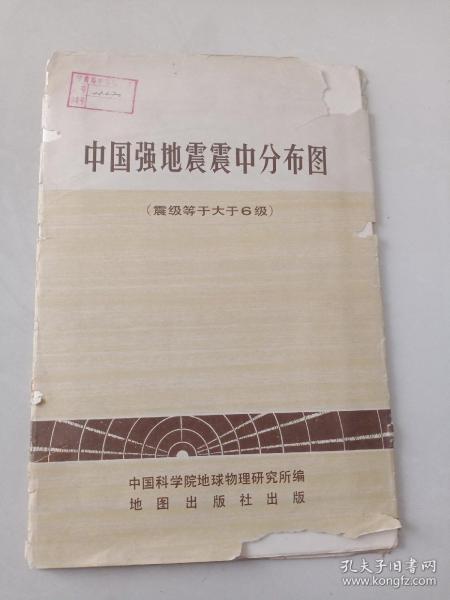 中国强地震震中分布图
（震级等于大于6级）
中国科学院地球物理研究所编
地图出版社出版
孔夫子旧书网
www.kongfz.com